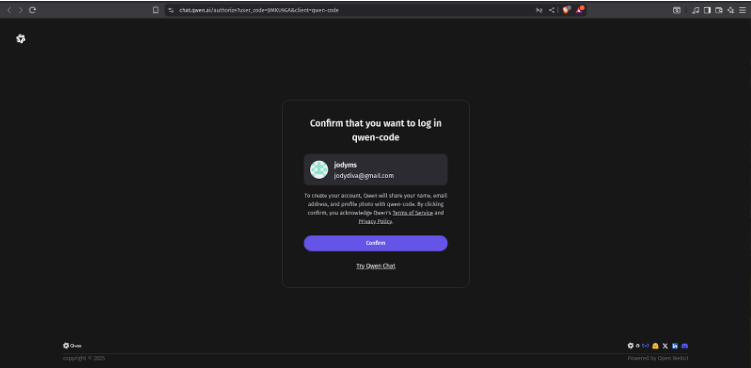 chat.qwen.ai/authorize?user_code=9MKU9GA&client=qwen-code
Confirm that you want to log in
qwen-code
jodyms
jodydiva@gmail.com
To create your account, Qwen will share your name, email
address, and profile photo with qwen-code. By clicking
confirm, you acknowledge Qwen's Terms of Service and
Privacy Policy.
Confirm
Try Qwen Chat
Qwen
copyright © 2025
Powered by Open WebUI